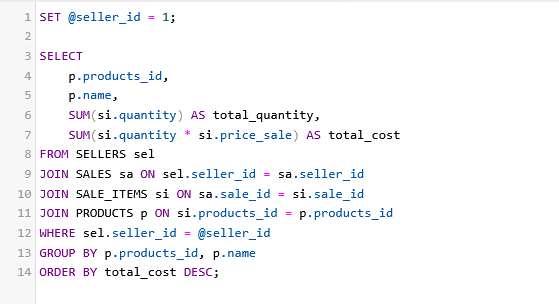 1 SET @seller_id = 1;
2
3 SELECT
4     p.products_id,
5     p.name,
6     SUM(si.quantity) AS total_quantity,
7     SUM(si.quantity * si.price_sale) AS total_cost
8 FROM SELLERS sel
9 JOIN SALES sa ON sel.seller_id = sa.seller_id
10 JOIN SALE_ITEMS si ON sa.sale_id = si.sale_id
11 JOIN PRODUCTS p ON si.products_id = p.products_id
12 WHERE sel.seller_id = @seller_id
13 GROUP BY p.products_id, p.name
14 ORDER BY total_cost DESC;